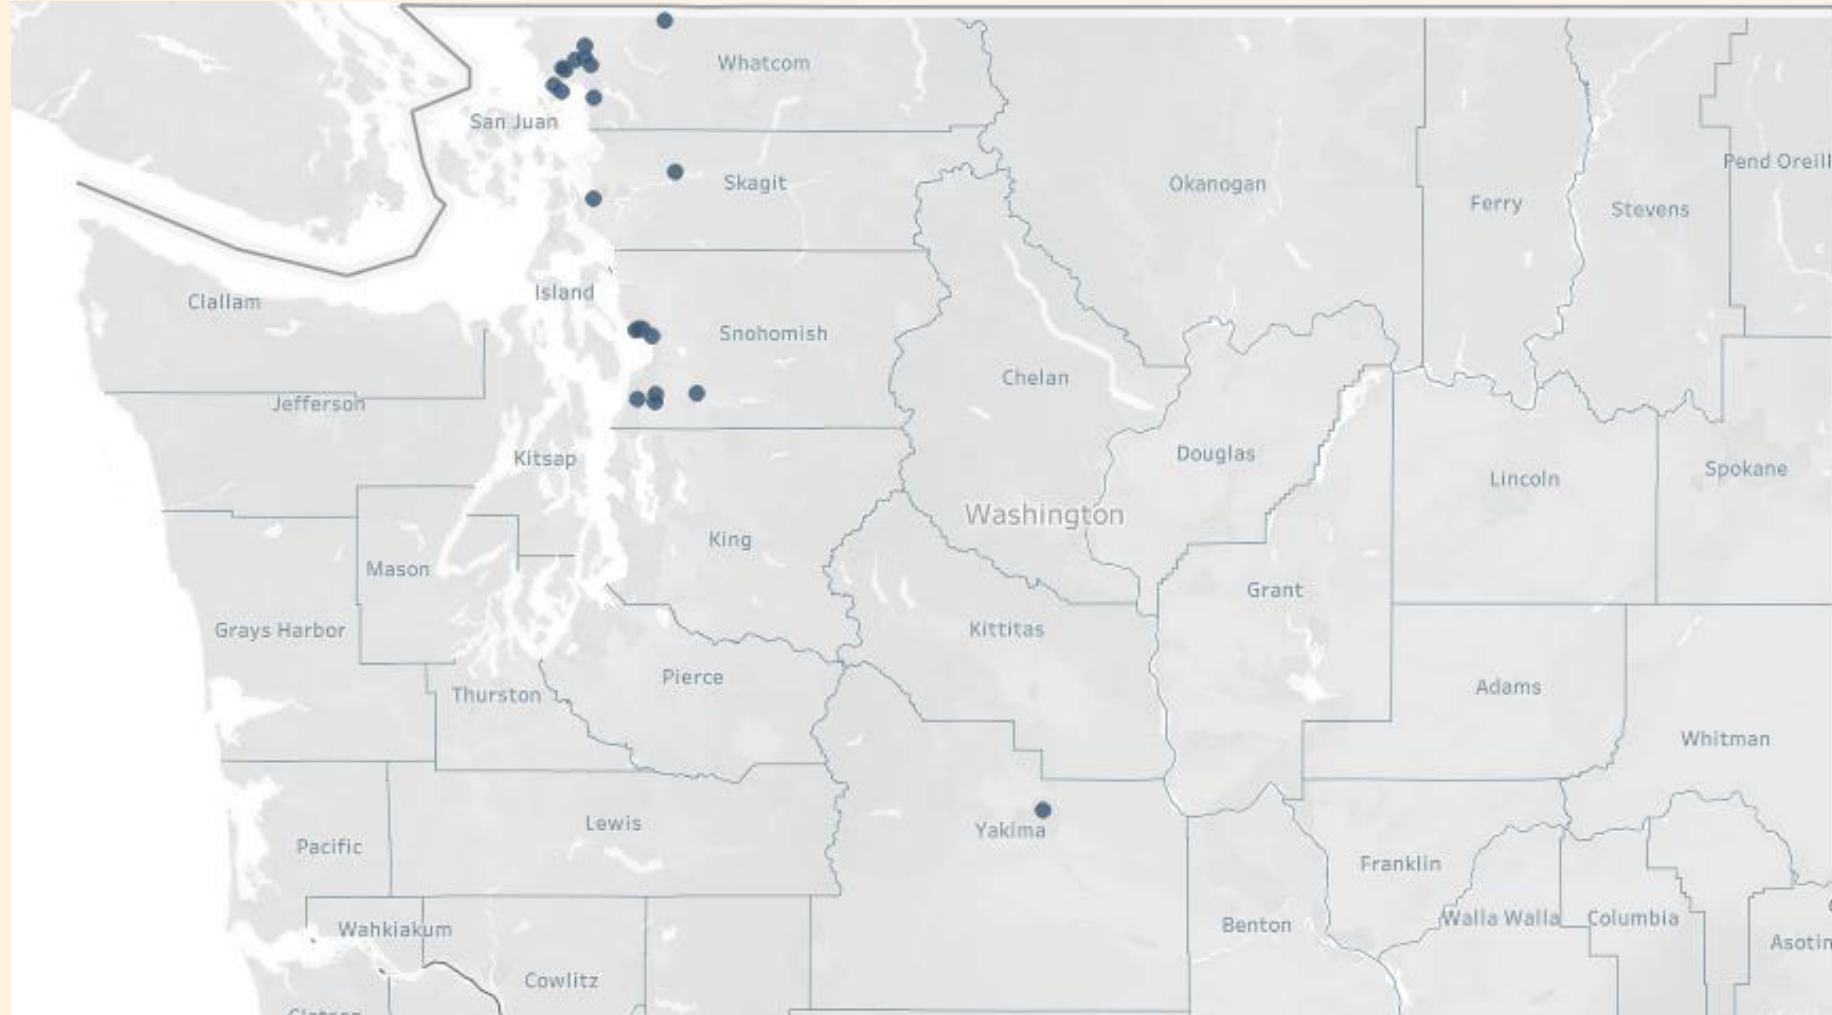 Whatcom
San Juan
Skagit
Okanogan
Pend Oreill
Ferry
Stevens
Island
Clallam
Snohomish
Chelan
Jefferson
Kitsap
Douglas
Spokane
Lincoln
Washington
King
Mason
Grant
Grays Harbor
Kittitas
Pierce
Adams
Thurston
Whitman
Lewis
Yakima
Pacific
Franklin
Wahkiakum
Benton
Walla Walla
Columbia
Asotin
Cowlitz